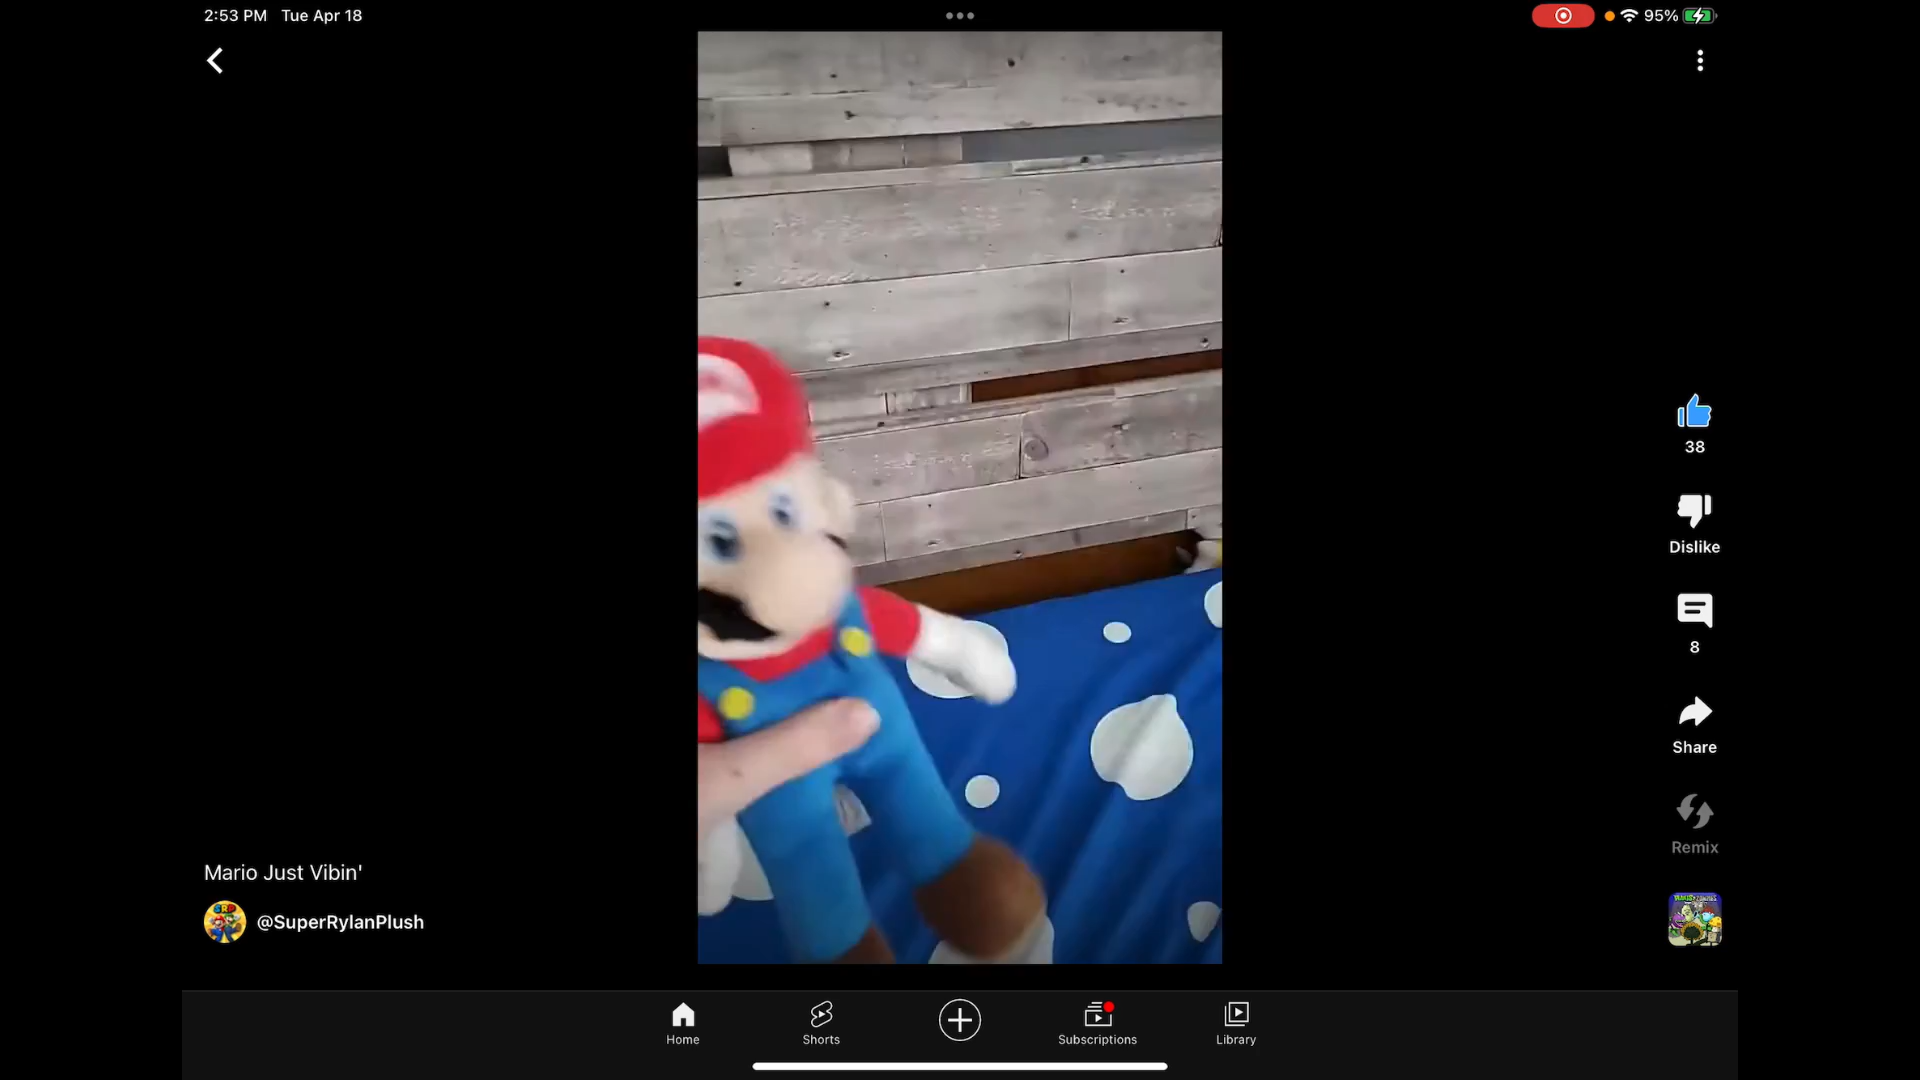 2:53 PM Tue Apr 18
95%
38
Dislike
8
Share
Remix
Mario Just Vibin'
@SuperRylanPlush
Home
Shorts
Subscriptions
Library